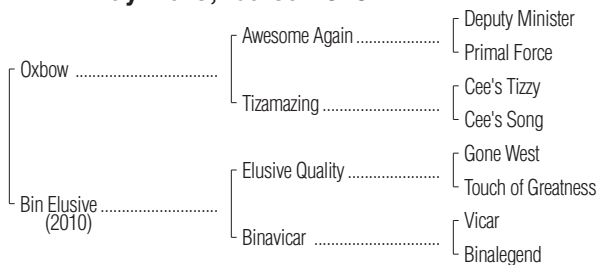 Deputy Minister
Awesome Again ....................
Primal Force
Oxbow ..................................
Cee's Tizzy
Tizamazing ............................
Cee's Song
Gone West
Elusive Quality ......................
Touch of Greatness
Bin Elusive ............................
(2010)
Vicar
Binavicar ..............................
Binalegend